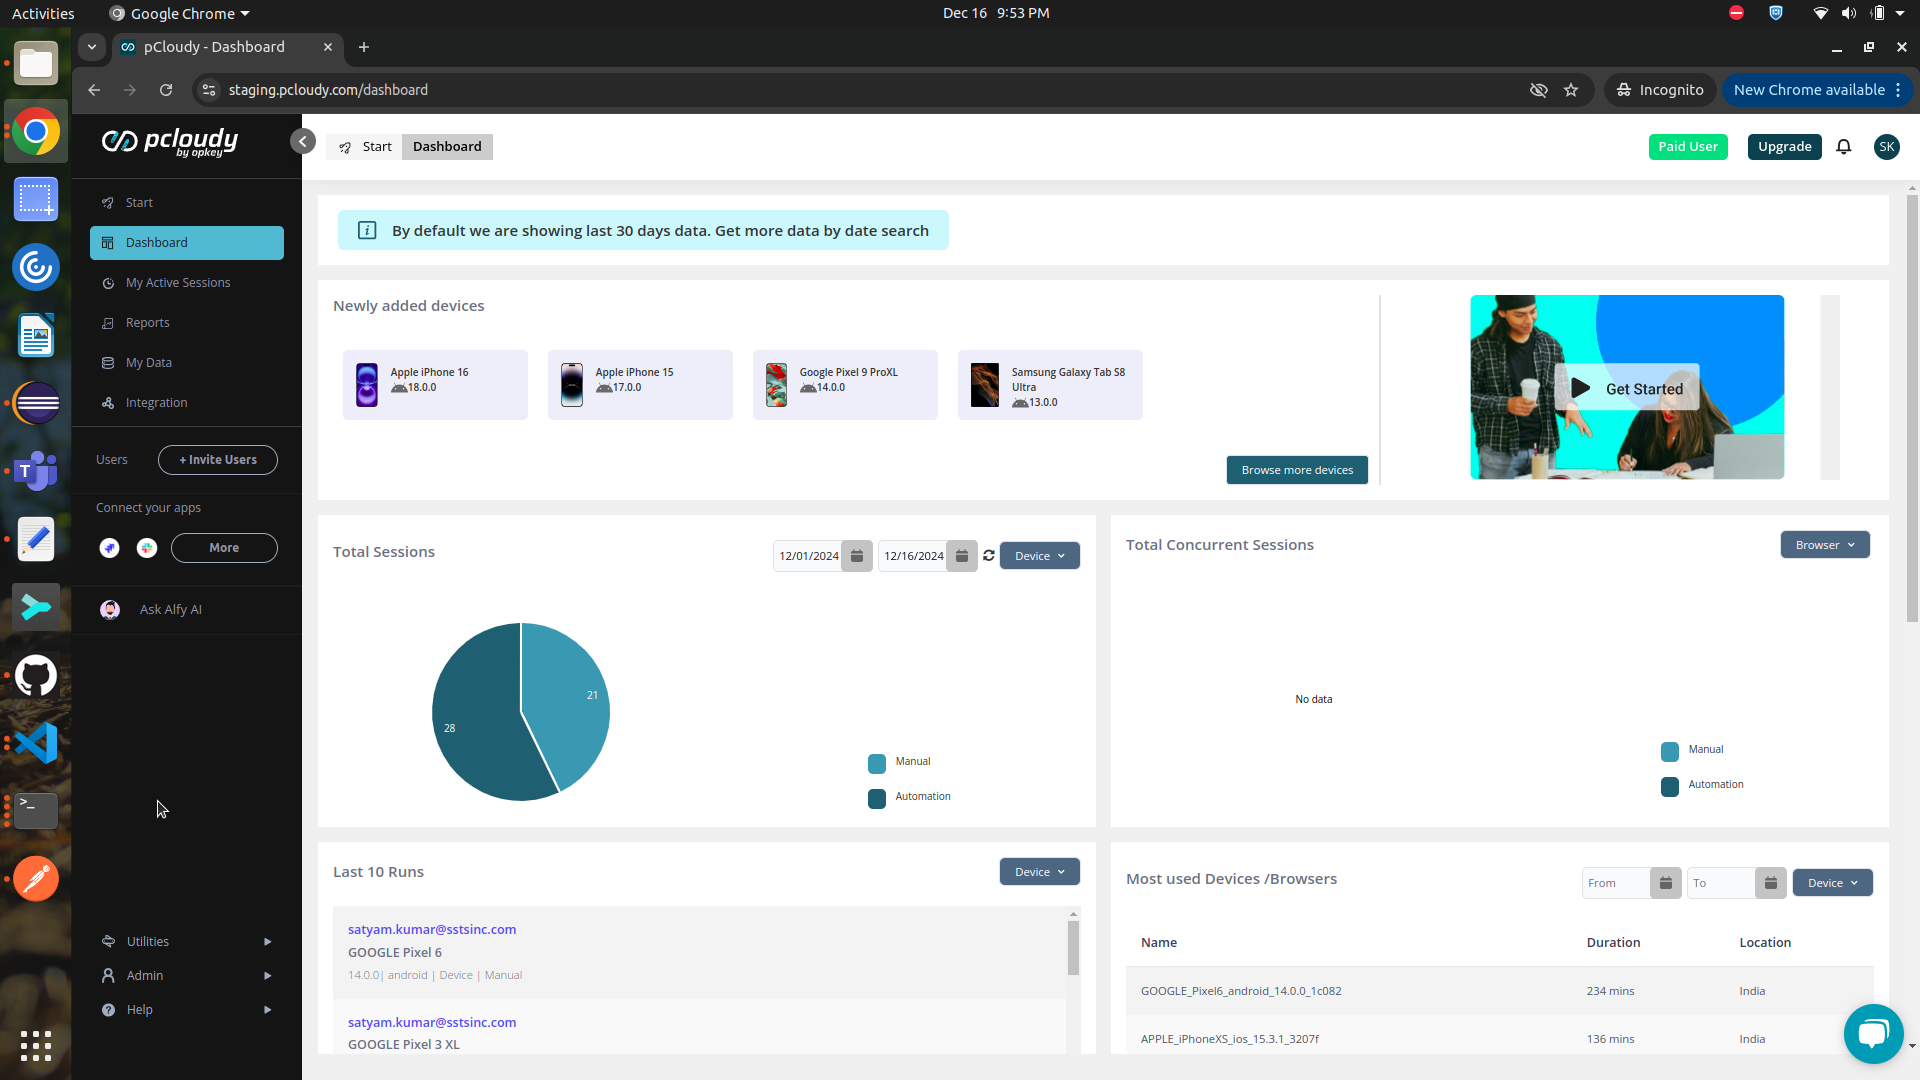 Activities
Google Chrome
Dec 16 9:53 PM
pCloudy - Dashboard
staging.pcloudy.com/dashboard
Incognito
New Chrome available
pcloudy
by opkey
Start
Dashboard
Paid User
Upgrade
SK
Start
Dashboard
My Active Sessions
Reports
My Data
Integration
Users
+ Invite Users
Connect your apps
More
Ask Alfy AI
Utilities
Admin
Help
By default we are showing last 30 days data. Get more data by date search
Newly added devices
Apple iPhone 16
18.0.0
Apple iPhone 15
17.0.0
Google Pixel 9 ProXL
14.0.0
Samsung Galaxy Tab S8
Ultra
13.0.0
Browse more devices
Get Started
Total Sessions
12/01/2024
12/16/2024
Device
21
28
Manual
Automation
Total Concurrent Sessions
Browser
No data
Manual
Automation
Last 10 Runs
Device
satyam.kumar@sstsinc.com
GOOGLE Pixel 6
14.0.0| android | Device | Manual
satyam.kumar@sstsinc.com
GOOGLE Pixel 3 XL
Most used Devices /Browsers
From
To
Device
Name Duration Location
GOOGLE_Pixel6_android_14.0.0_1c082 234 mins India
APPLE_iPhoneXS_ios_15.3.1_3207f 136 mins India